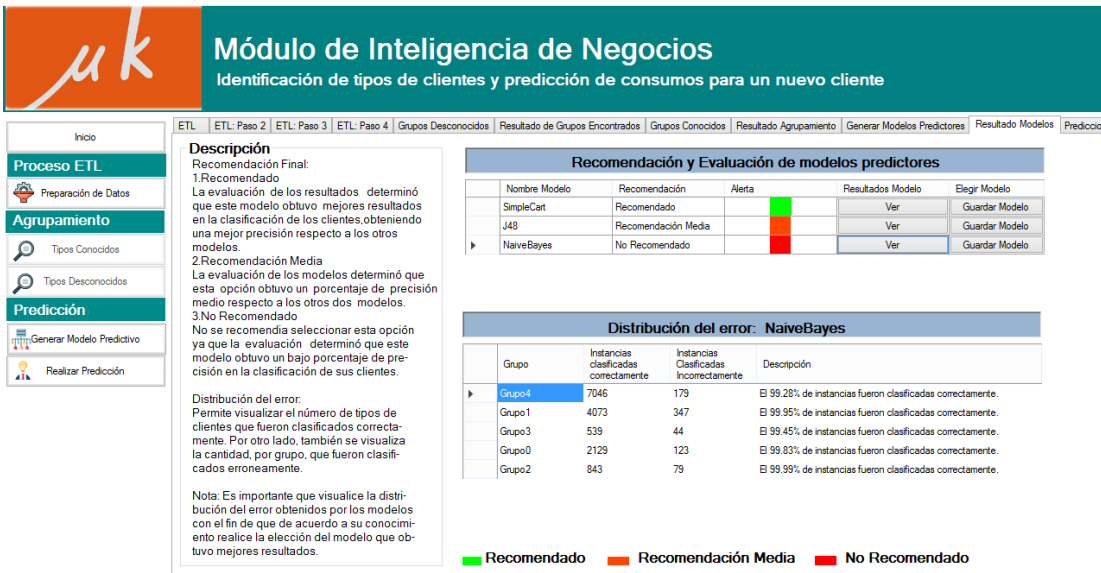 μk
Módulo de Inteligencia de Negocios
Identificación de tipos de clientes y predicción de consumos para un nuevo cliente
Inicio
Proceso ETL
Preparación de Datos
Agrupamiento
Tipos Conocidos
Tipos Desconocidos
Predicción
Generar Modelo Predictivo
Realizar Predicción
ETL ETL: Paso 2 ETL: Paso 3 ETL: Paso 4 Grupos Desconocidos Resultado de Grupos Encontrados Grupos Conocidos Resultado Agrupamiento Generar Modelos Predictores Resultado Modelos Prediccio
Descripción
Recomendación Final:
1.Recomendado
La evaluación de los resultados determinó
que este modelo obtuvo mejores resultados
en la clasificación de los clientes,obteniendo
una mejor precisión respecto a los otros
modelos.
2.Recomendación Media
La evaluación de los modelos determinó que
esta opción obtuvo un porcentaje de precisión
medio respecto a los otros dos modelos.
3.No Recomendado
No se recomendia seleccionar esta opción
ya que la evaluación determinó que este
modelo obtuvo un bajo porcentaje de pre-
cisión en la clasificación de sus clientes.
Distribución del error:
Permite visualizar el número de tipos de
clientes que fueron clasificados correcta-
mente. Por otro lado, también se visualiza
la cantidad, por grupo, que fueron clasifi-
cados erroneamente.
Nota: Es importante que visualice la distri-
bución del error obtenidos por los modelos
con el fin de que de acuerdo a su conocimi-
ento realice la elección del modelo que ob-
tuvo mejores resultados.
Recomendación y Evaluación de modelos predictores
Nombre Modelo Recomendación Alerta Resultados Modelo Elegir Modelo
SimpleCart Recomendado Ver Guardar Modelo
J48 Recomendación Media Ver Guardar Modelo
NaiveBayes No Recomendado Ver Guardar Modelo
Distribución del error: NaiveBayes
Grupo Instancias clasificadas correctamente Instancias Clasificadas Incorrectamente Descripción
Grupo4 7046 179 El 99.28% de instancias fueron clasificadas correctamente.
Grupo1 4073 347 El 99.95% de instancias fueron clasificadas correctamente.
Grupo3 539 44 El 99.45% de instancias fueron clasificadas correctamente.
Grupo0 2129 123 El 99.83% de instancias fueron clasificadas correctamente.
Grupo2 843 79 El 99.99% de instancias fueron clasificadas correctamente.
Recomendado Recomendación Media No Recomendado